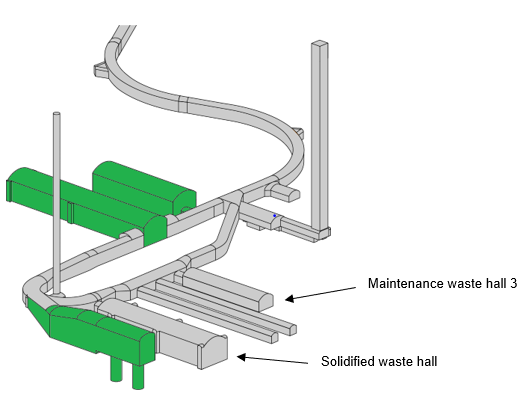 Maintenance waste hall 3
Solidified waste hall